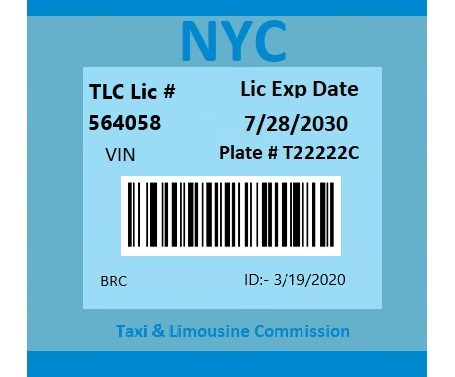 NYC
TLC Lic # Lic Exp Date
564058 7/28/2030
VIN Plate # T22222C
BRC ID:- 3/19/2020
Taxi & Limousine Commission